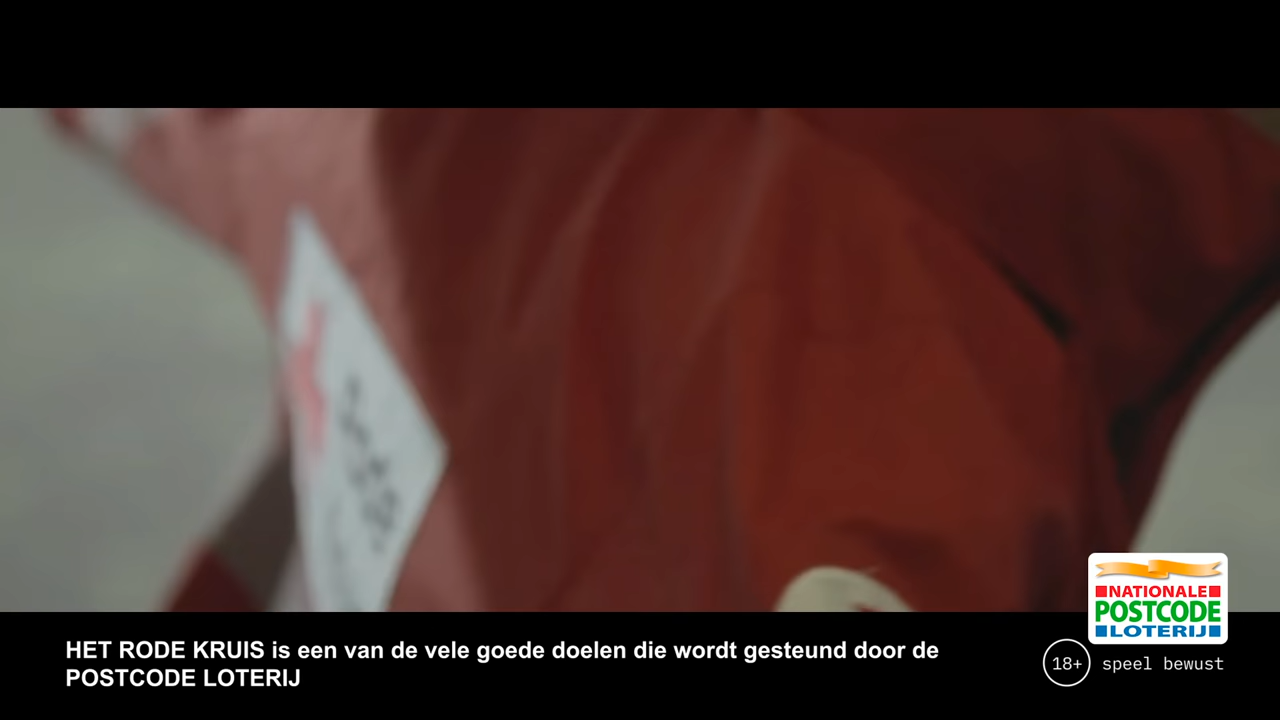 NATIONALE
POSTCODE
LOTERIJ
HET RODE KRUIS is een van de vele goede doelen die wordt gesteund door de
POSTCODE LOTERIJ
18+ speel bewust